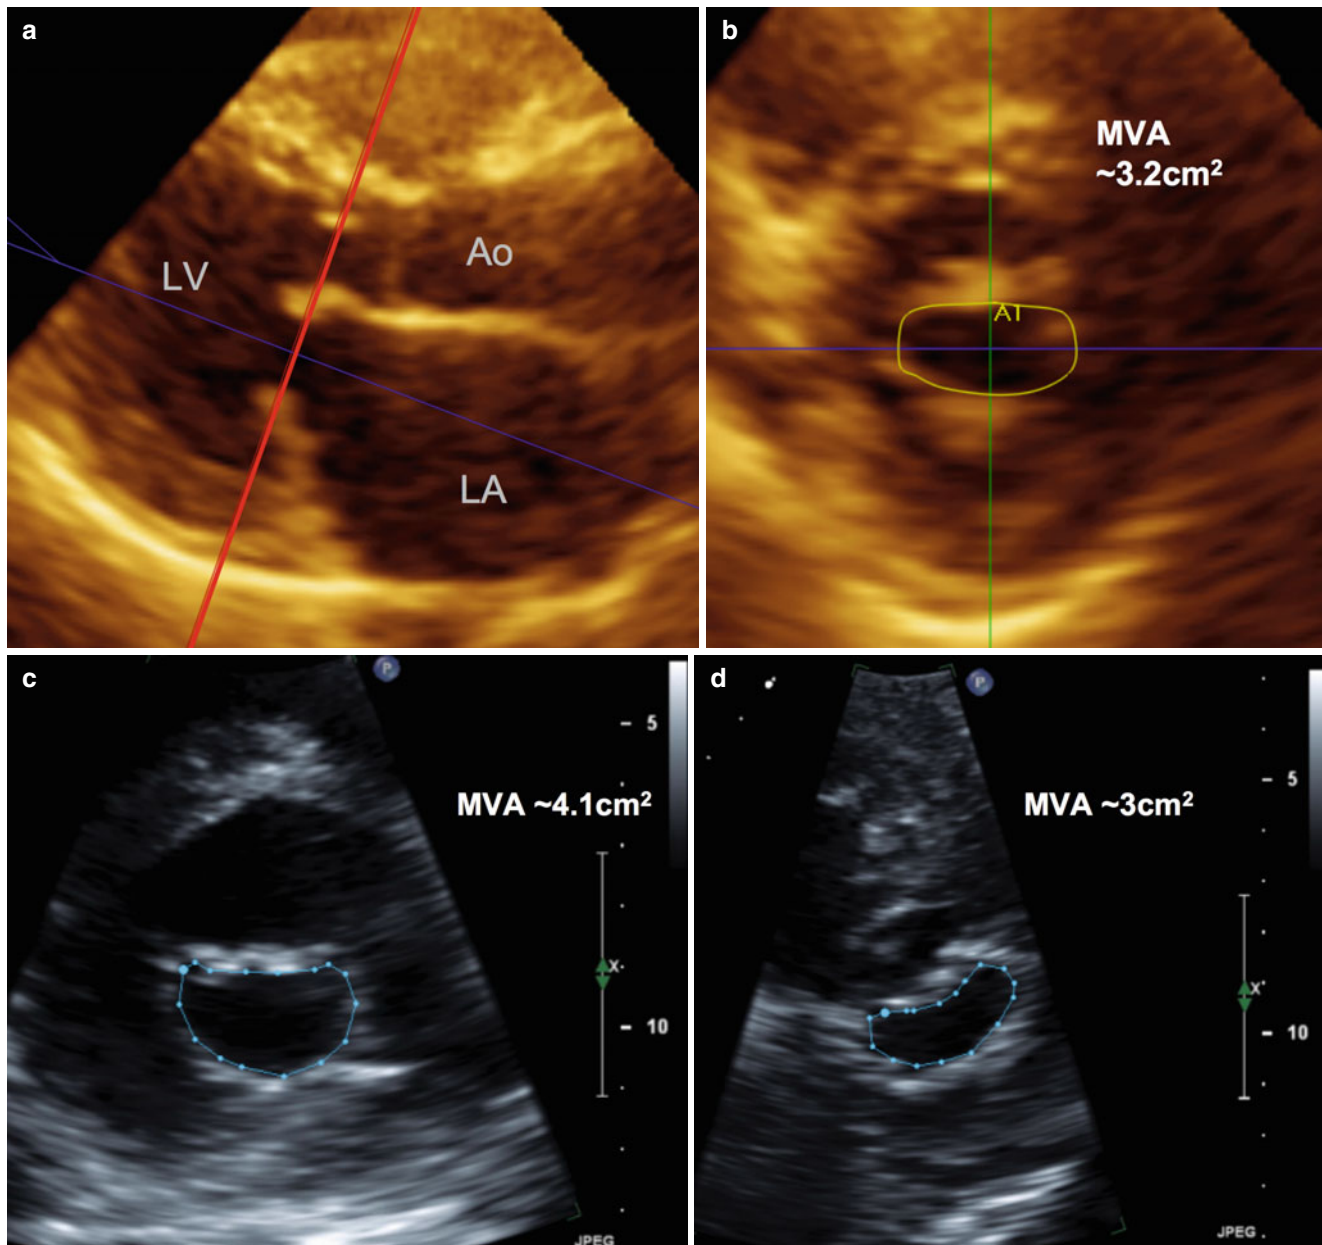 a
LV
Ao
LA
b
MVA
~3.2cm²
A1
c
P
5
MVA ~4.1cm²
X
10
JPEG
d
P
5
MVA ~3cm²
X
10
JPEG